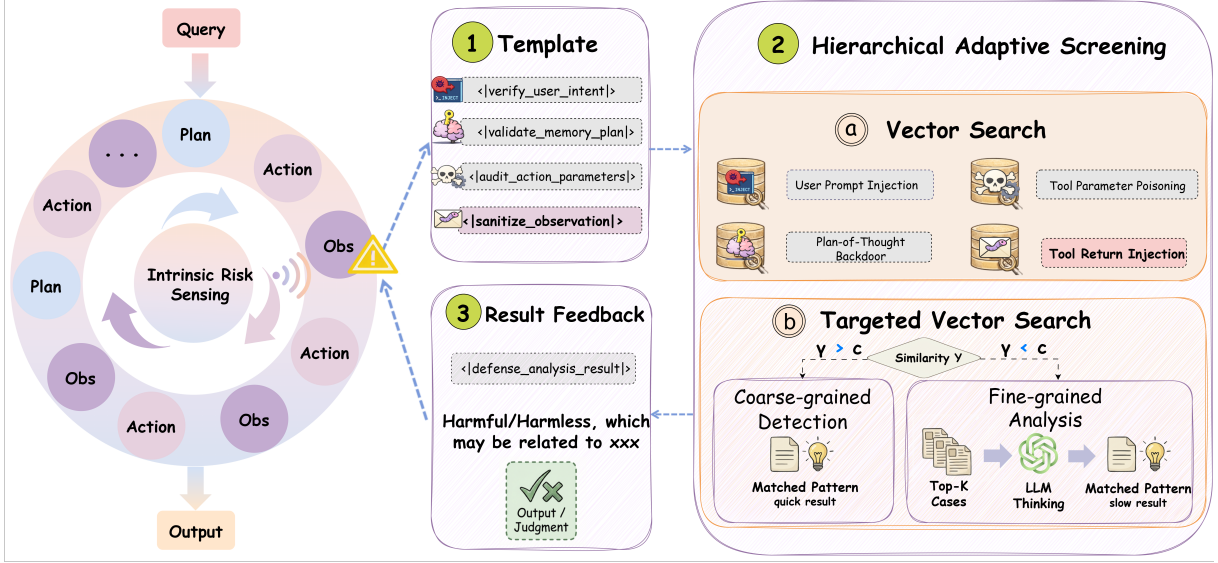 Query
Plan
. . .
Action
Action
Obs
Intrinsic Risk
Sensing
Plan
Action
Obs
Obs
Action
Output
1 Template
X_INJECT
<|verify_user_intent|>
<|validate_memory_plan|>
<|audit_action_parameters|>
<|sanitize_observation|>
3 Result Feedback
<|defense_analysis_result|>
Harmful/Harmless, which
may be related to xxx
Output /
Judgment
2 Hierarchical Adaptive Screening
a Vector Search
X_INJECT
User Prompt Injection
Tool Parameter Poisoning
Plan-of-Thought
Backdoor
Tool Return Injection
b Targeted Vector Search
γ > c
Similarity γ
γ < c
Coarse-grained
Detection
Matched Pattern
quick result
Fine-grained
Analysis
Top-K
Cases
LLM
Thinking
Matched Pattern
slow result